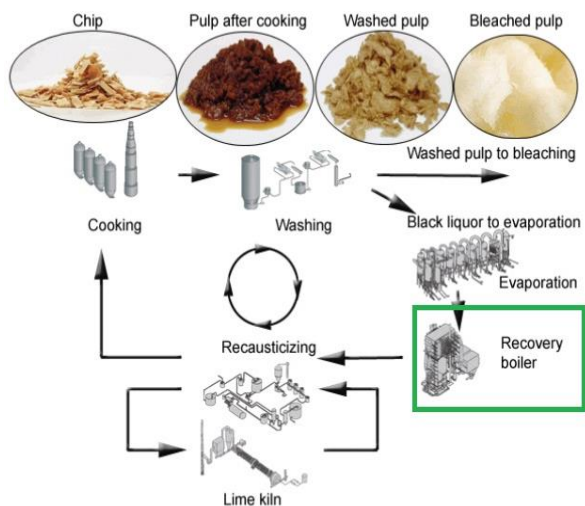 Chip
Pulp after cooking
Washed pulp
Bleached pulp
Washed pulp to bleaching
Cooking
Washing
Black liquor to evaporation
Evaporation
Recovery
boiler
Recausticizing
Lime kiln